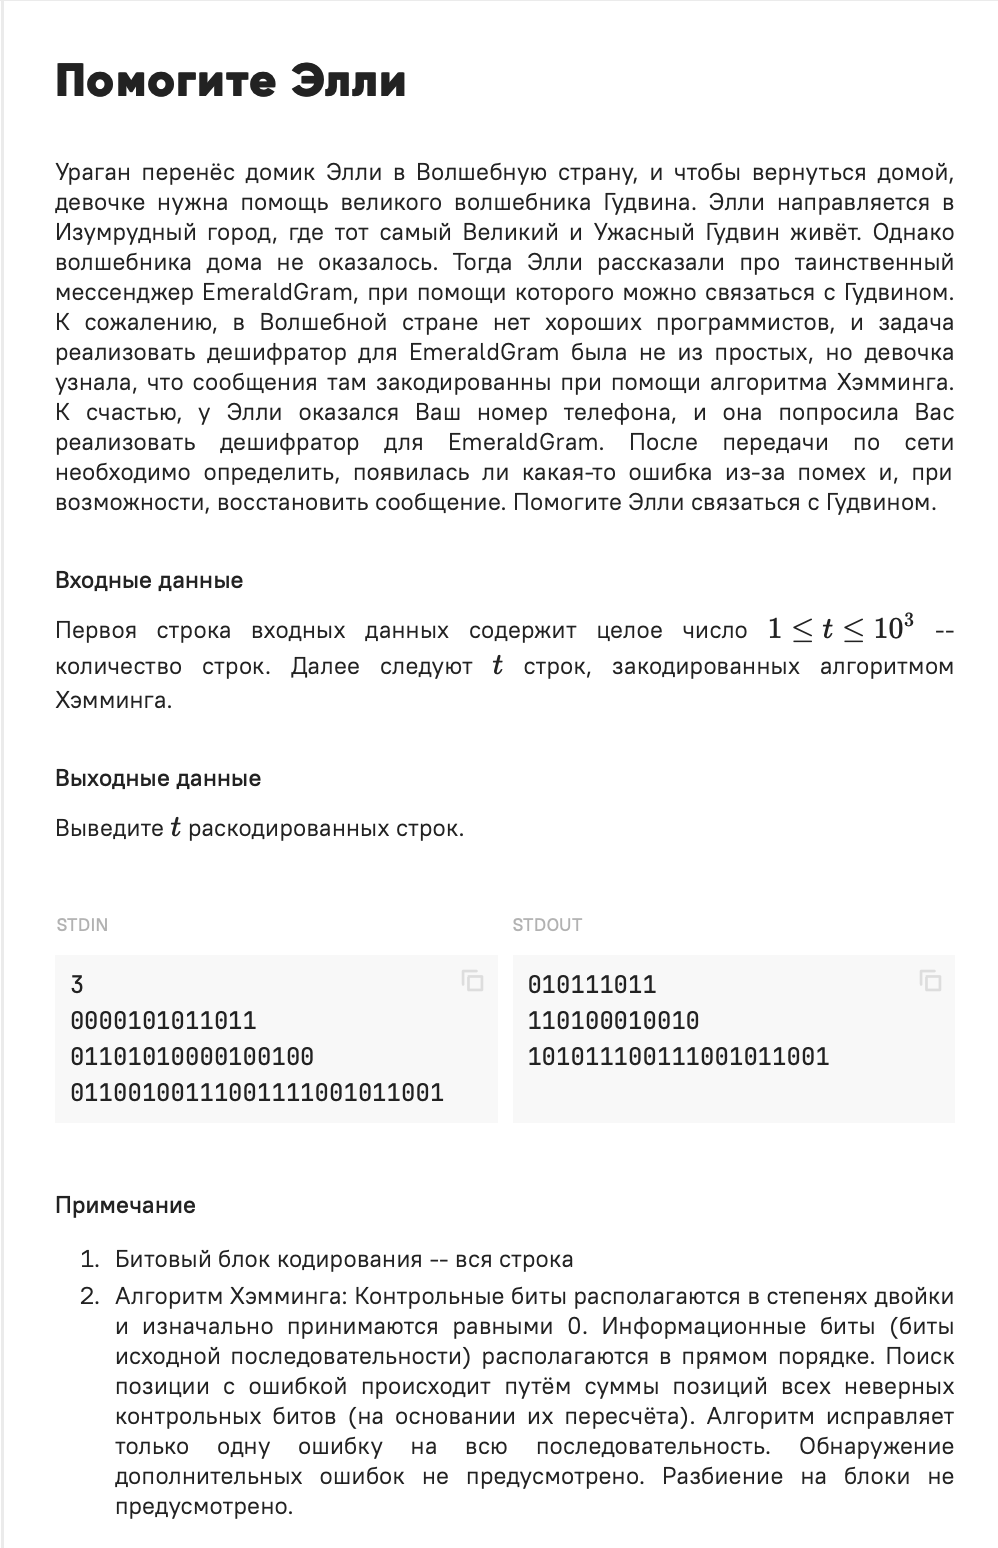 Помогите Элли
Ураган перенёс домик Элли в Волшебную страну, и чтобы вернуться домой,
девочке нужна помощь великого волшебника Гудвина. Элли направляется в
Изумрудный город, где тот самый Великий и Ужасный Гудвин живёт. Однако
волшебника дома не оказалось. Тогда Элли рассказали про таинственный
мессенджер EmeraldGram, при помощи которого можно связаться с Гудвином.
К сожалению, в Волшебной стране нет хороших программистов, и задача
реализовать дешифратор для EmeraldGram была не из простых, но девочка
узнала, что сообщения там закодированны при помощи алгоритма Хэмминга.
К счастью, у Элли оказался Ваш номер телефона, и она попросила Вас
реализовать дешифратор для EmeraldGram. После передачи по сети
необходимо определить, появилась ли какая-то ошибка из-за помех и, при
возможности, восстановить сообщение. Помогите Элли связаться с Гудвином.
Входные данные
Первоя строка входных данных содержит целое число 1 ≤ t ≤ 10³ --
количество строк. Далее следуют t строк, закодированных алгоритмом
Хэмминга.
Выходные данные
Выведите t раскодированных строк.
STDIN
3
0000101011011
01101010000100100
01100100111001111001011001
STDOUT
010111011
110100010010
101011100111001011001
Примечание
1. Битовый блок кодирования -- вся строка
2. Алгоритм Хэмминга: Контрольные биты располагаются в степенях двойки
и изначально принимаются равными 0. Информационные биты (биты
исходной последовательности) располагаются в прямом порядке. Поиск
позиции с ошибкой происходит путём суммы позиций всех неверных
контрольных битов (на основании их пересчёта). Алгоритм исправляет
только одну ошибку на всю последовательность. Обнаружение
дополнительных ошибок не предусмотрено. Разбиение на блоки не
предусмотрено.